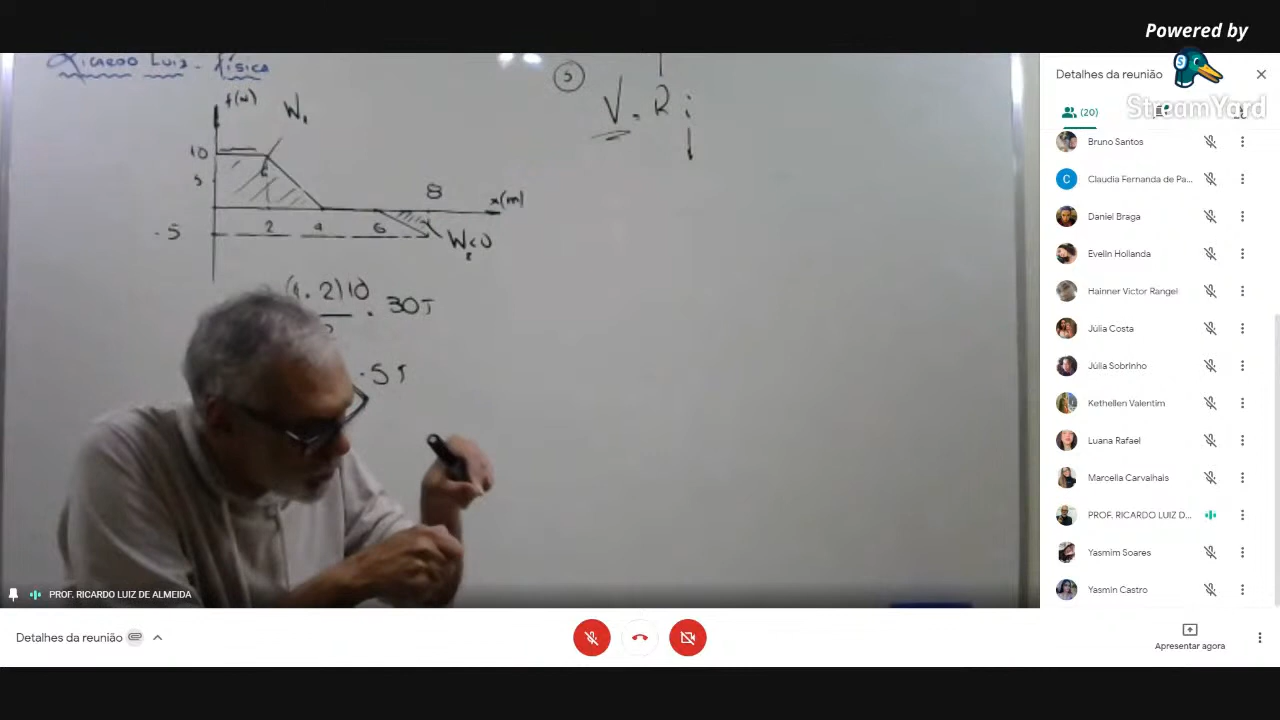 Powered by
StreamYard
Ricardo Luiz - Física
f(N)
W1
10
5
8
x(m)
2
4
6
-5
W2<0
2)10
= 30J
-5J
5
V = R i
PROF. RICARDO LUIZ DE ALMEIDA
Detalhes da reunião
(20)
Bruno Santos
Claudia Fernanda de Pa...
Daniel Braga
Evelin Hollanda
Hainner Victor Rangel
Júlia Costa
Júlia Sobrinho
Kethellen Valentim
Luana Rafael
Marcella Carvalhais
PROF. RICARDO LUIZ D...
Yasmim Soares
Yasmin Castro
Detalhes da reunião
Apresentar agora